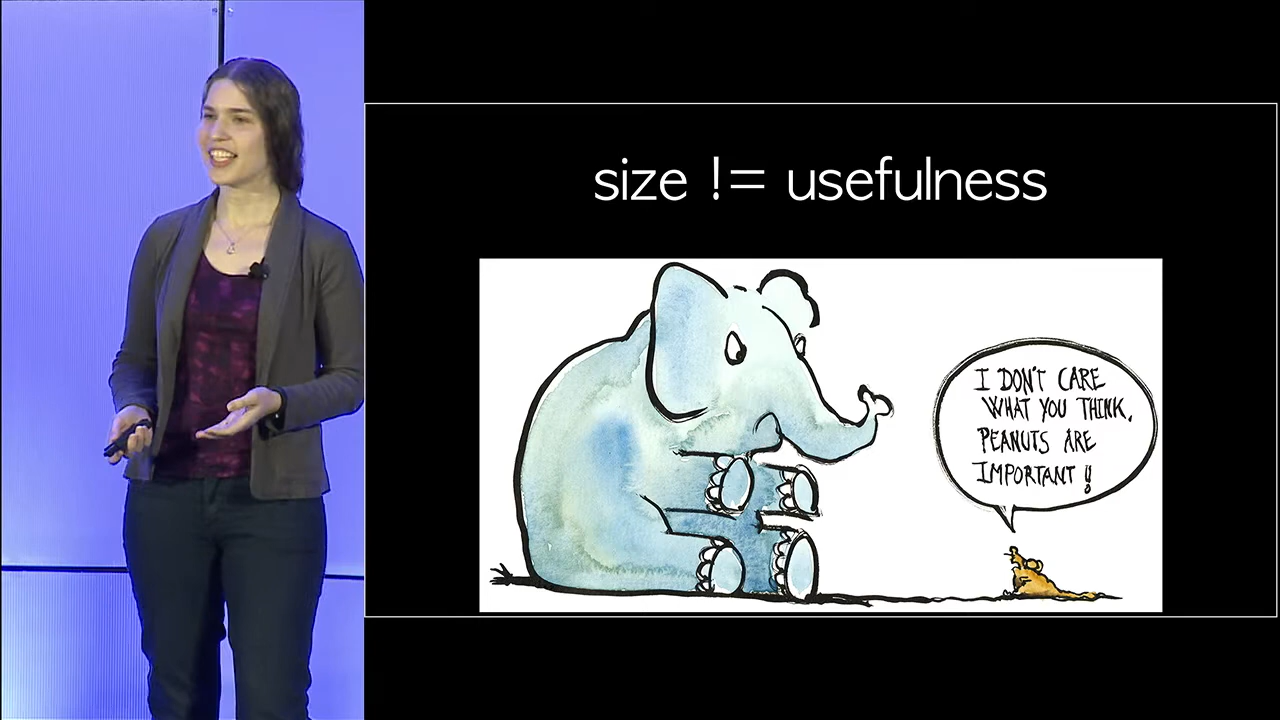 size != usefulness
I DON'T CARE
WHAT YOU THINK,
PEANUTS ARE
IMPORTANT !!